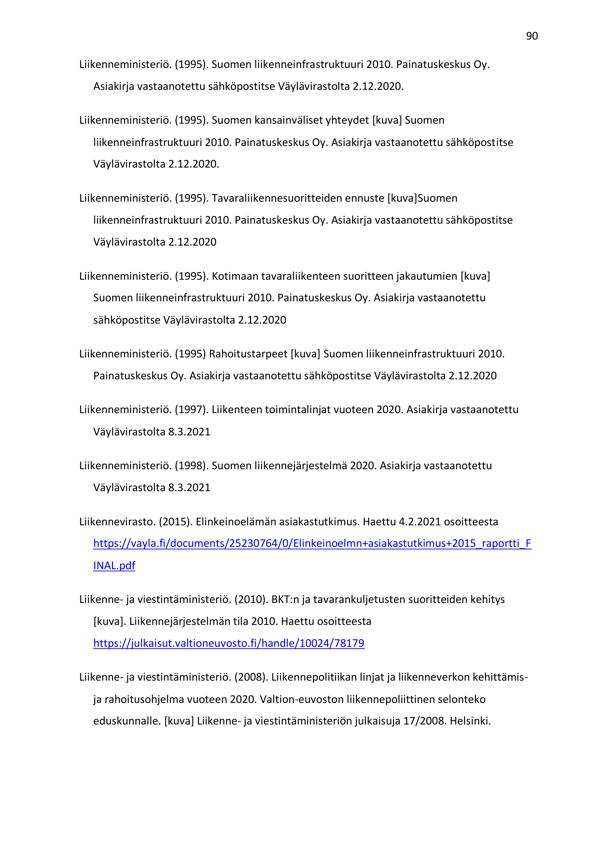 90
Liikenneministeriö. (1995). Suomen liikenneinfrastruktuuri 2010. Painatuskeskus Oy.
Asiakirja vastaanotettu sähköpostitse Väylävirastolta 2.12.2020.
Liikenneministeriö. (1995). Suomen kansainväliset yhteydet [kuva] Suomen
liikenneinfrastruktuuri 2010. Painatuskeskus Oy. Asiakirja vastaanotettu sähköpostitse
Väylävirastolta 2.12.2020.
Liikenneministeriö. (1995). Tavaraliikennesuoritteiden ennuste [kuva]Suomen
liikenneinfrastruktuuri 2010. Painatuskeskus Oy. Asiakirja vastaanotettu sähköpostitse
Väylävirastolta 2.12.2020
Liikenneministeriö. (1995). Kotimaan tavaraliikenteen suoritteen jakautumien [kuva]
Suomen liikenneinfrastruktuuri 2010. Painatuskeskus Oy. Asiakirja vastaanotettu
sähköpostitse Väylävirastolta 2.12.2020
Liikenneministeriö. (1995) Rahoitustarpeet [kuva] Suomen liikenneinfrastruktuuri 2010.
Painatuskeskus Oy. Asiakirja vastaanotettu sähköpostitse Väylävirastolta 2.12.2020
Liikenneministeriö. (1997). Liikenteen toimintalinjat vuoteen 2020. Asiakirja vastaanotettu
Väylävirastolta 8.3.2021
Liikenneministeriö. (1998). Suomen liikennejärjestelmä 2020. Asiakirja vastaanotettu
Väylävirastolta 8.3.2021
Liikennevirasto. (2015). Elinkeinoelämän asiakastutkimus. Haettu 4.2.2021 osoitteesta
https://vayla.fi/documents/25230764/0/Elinkeinoelmn+asiakastutkimus+2015_raportti_F
INAL.pdf
Liikenne- ja viestintäministeriö. (2010). BKT:n ja tavarankuljetusten suoritteiden kehitys
[kuva]. Liikennejärjestelmän tila 2010. Haettu osoitteesta
https://julkaisut.valtioneuvosto.fi/handle/10024/78179
Liikenne- ja viestintäministeriö. (2008). Liikennepolitiikan linjat ja liikenneverkon kehittämis-
ja rahoitusohjelma vuoteen 2020. Valtion-euvoston liikennepoliittinen selonteko
eduskunnalle. [kuva] Liikenne- ja viestintäministeriön julkaisuja 17/2008. Helsinki.